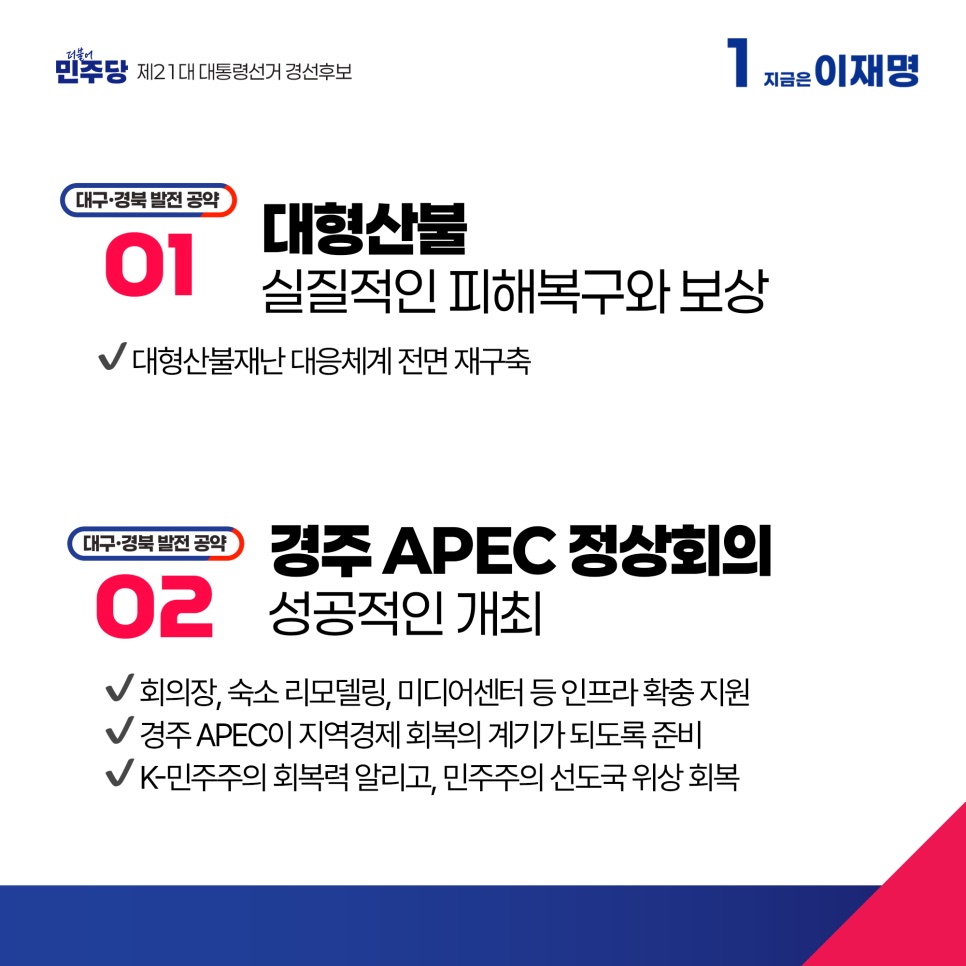 더불어
민주당 제21대 대통령선거 경선후보
1 지금은 이재명
대구·경북 발전 공약
01
대형산불
실질적인 피해복구와 보상
✓ 대형산불재난 대응체계 전면 재구축
대구·경북 발전 공약
02
경주 APEC 정상회의
성공적인 개최
✓ 회의장, 숙소 리모델링, 미디어센터 등 인프라 확충 지원
✓ 경주 APEC이 지역경제 회복의 계기가 되도록 준비
✓ K-민주주의 회복력 알리고, 민주주의 선도국 위상 회복